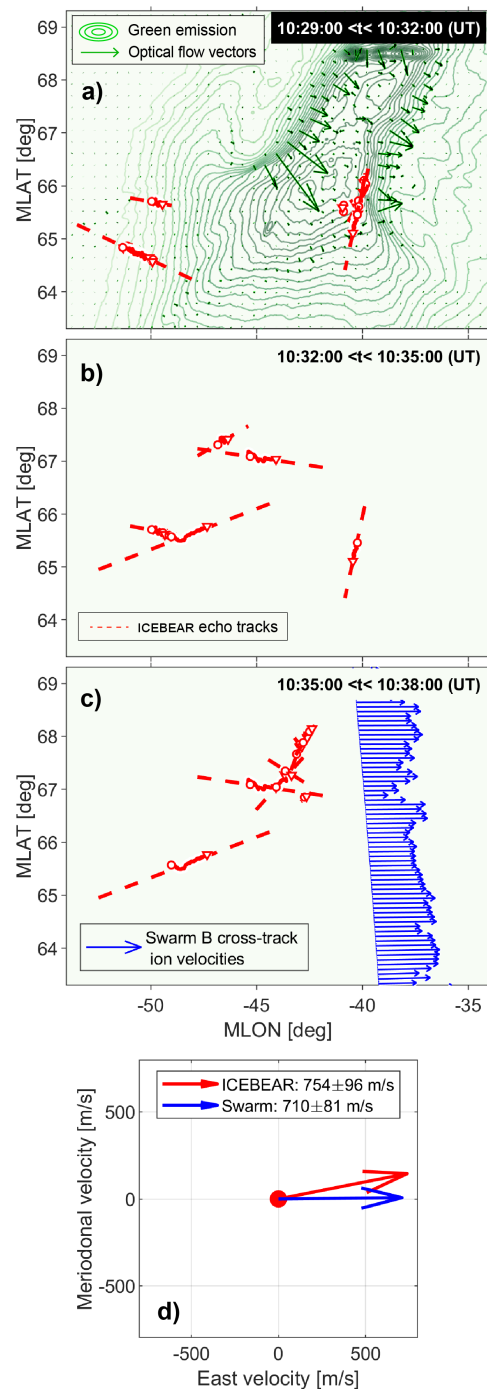 10:29:00 <t< 10:32:00 (UT)
Green emission
Optical flow vectors
a)
69
68
67
66
65
64
MLAT [deg]
10:32:00 <t< 10:35:00 (UT)
b)
69
68
67
66
65
64
MLAT [deg]
ICEBEAR echo tracks
10:35:00 <t< 10:38:00 (UT)
c)
69
68
67
66
65
64
MLAT [deg]
Swarm B cross-track
ion velocities
-50
-45
-40
-35
MLON [deg]
ICEBEAR: 754±96 m/s
Swarm: 710±81 m/s
500
0
-500
Meriodonal velocity [m/s]
d)
-500
0
500
East velocity [m/s]